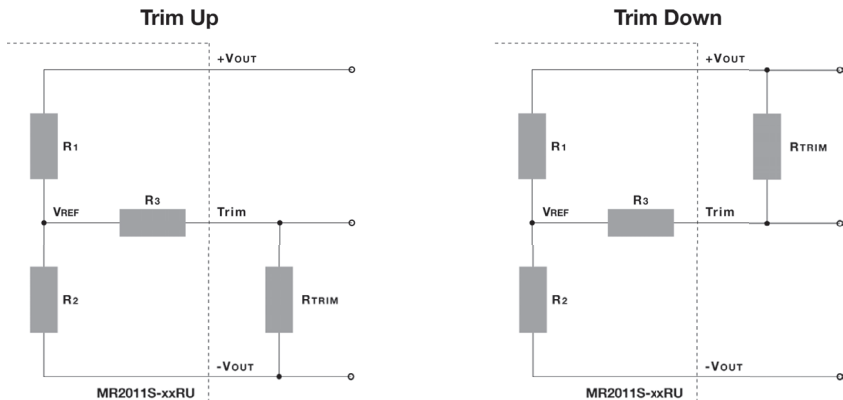 Trim Up
+VOUT
R1
R3
VREF
Trim
R2
RTRIM
-VOUT
MR2011S-xxRU
Trim Down
+VOUT
R1
RTRIM
R3
VREF
Trim
R2
-VOUT
MR2011S-xxRU